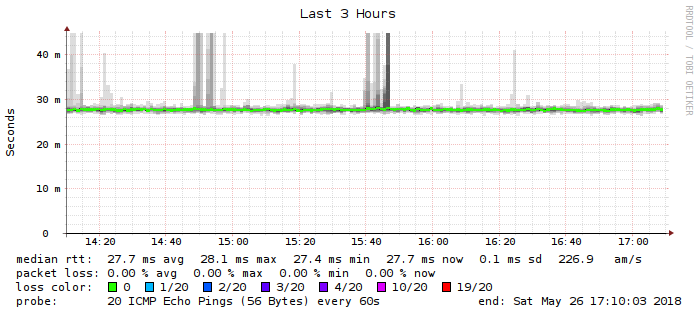 Last 3 Hours
RRDTOOL / TOBI OETIKER
Seconds
40 m
30 m
20 m
10 m
0
14:20 14:40 15:00 15:20 15:40 16:00 16:20 16:40 17:00
median rtt: 27.7 ms avg 28.1 ms max 27.4 ms min 27.7 ms now 0.1 ms sd 226.9 am/s
packet loss: 0.00 % avg 0.00 % max 0.00 % min 0.00 % now
loss color: 0 1/20 2/20 3/20 4/20 10/20 19/20
probe: 20 ICMP Echo Pings (56 Bytes) every 60s end: Sat May 26 17:10:03 2018